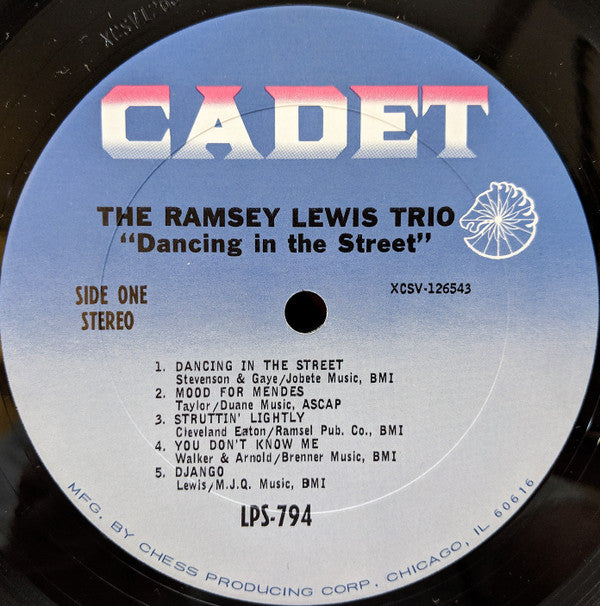 CADET
THE RAMSEY LEWIS TRIO
"Dancing in the Street"
SIDE ONE
STEREO
XCSV-126543
1. DANCING IN THE STREET
Stevenson & Gaye/Jobete Music, BMI
2. MOOD FOR MENDES
Taylor/Duane Music, ASCAP
3. STRUTTIN' LIGHTLY
Cleveland Eaton/Ramsel Pub. Co., BMI
4. YOU DON'T KNOW ME
Walker & Arnold/Brenner Music, BMI
5. DJANGO
Lewis/M.J.Q. Music, BMI
LPS-794
MFG. BY CHESS PRODUCING CORP. CHICAGO, IL 60616